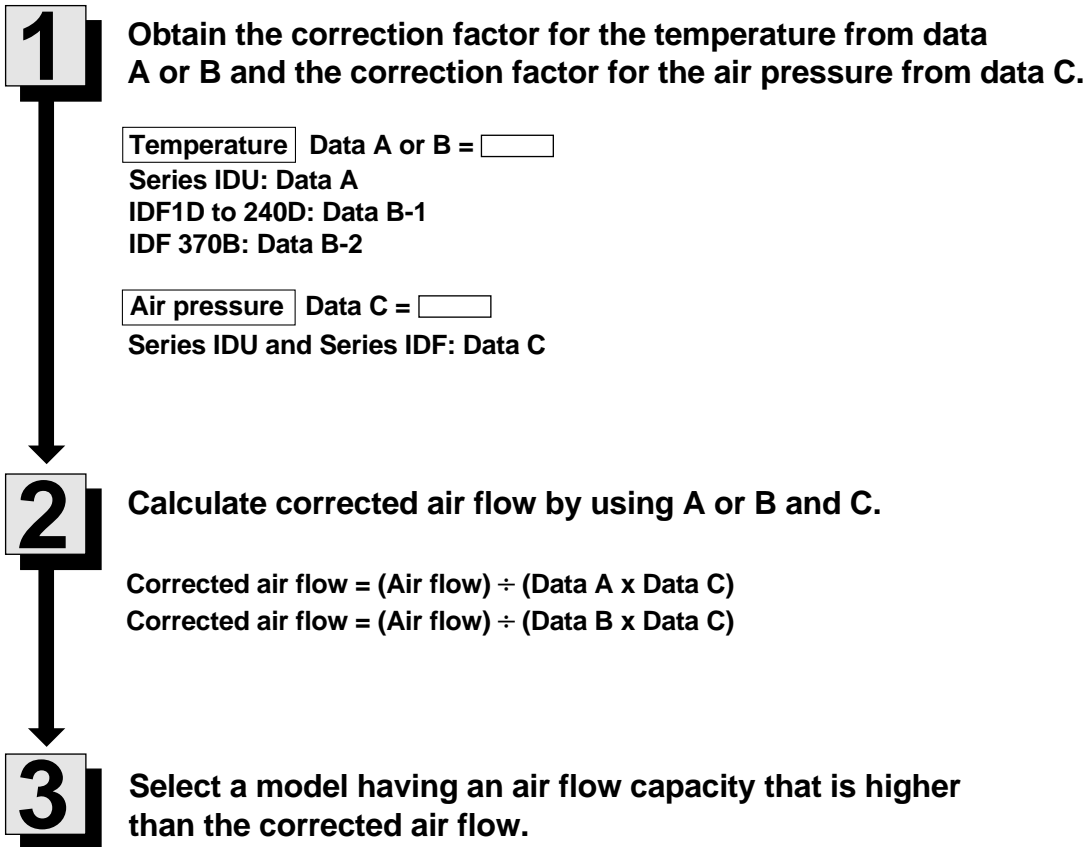 1
Obtain the correction factor for the temperature from data
A or B and the correction factor for the air pressure from data C.
Temperature Data A or B =
Series IDU: Data A
IDF1D to 240D: Data B-1
IDF 370B: Data B-2
Air pressure Data C =
Series IDU and Series IDF: Data C
2
Calculate corrected air flow by using A or B and C.
Corrected air flow = (Air flow) ÷ (Data A x Data C)
Corrected air flow = (Air flow) ÷ (Data B x Data C)
3
Select a model having an air flow capacity that is higher
than the corrected air flow.